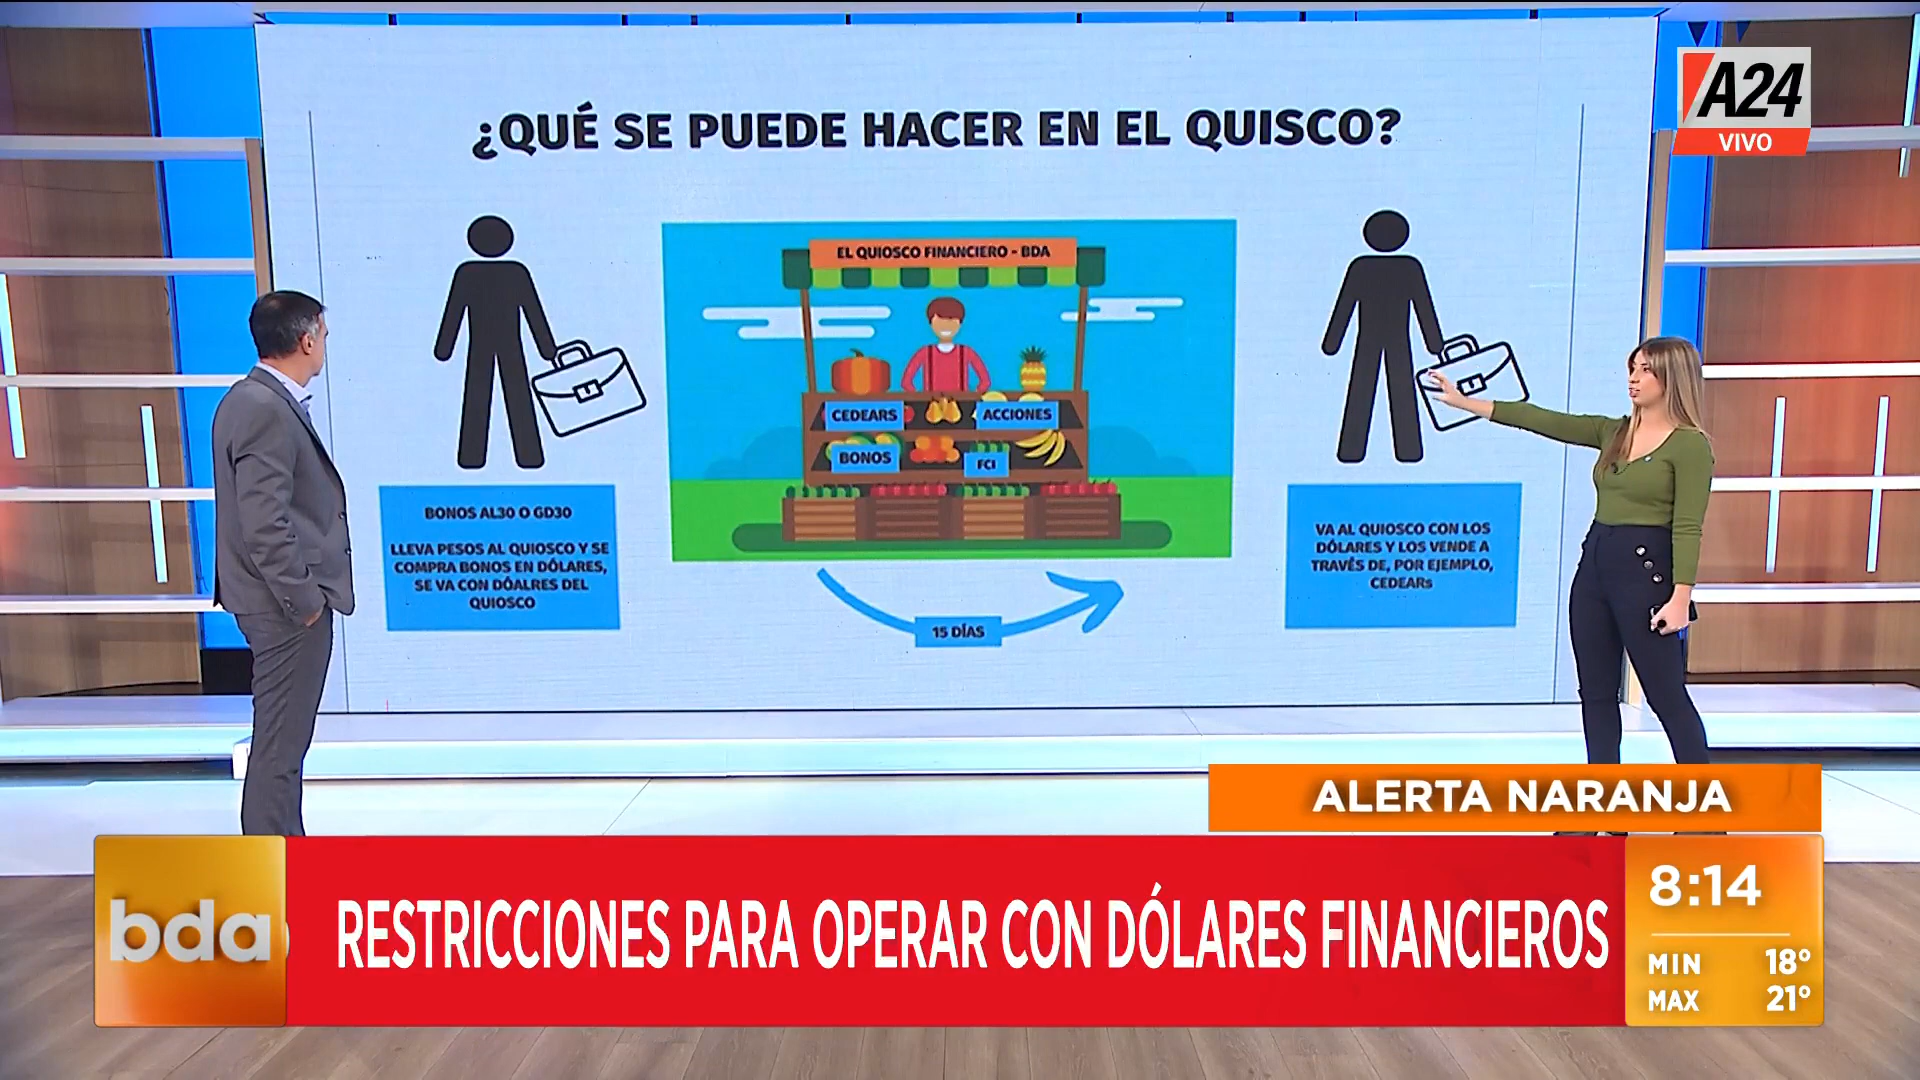 A24
VIVO
¿QUÉ SE PUEDE HACER EN EL QUISCO?
EL QUIOSCO FINANCIERO - BDA
CEDEARS
ACCIONES
BONOS
FCI
BONOS AL30 O GD30
LLEVA PESOS AL QUIOSCO Y SE
COMPRA BONOS EN DÓLARES,
SE VA CON DÓALRES DEL
QUIOSCO
15 DÍAS
VA AL QUIOSCO CON LOS
DÓLARES Y LOS VENDE A
TRAVÉS DE, POR EJEMPLO,
CEDEARs
ALERTA NARANJA
bda
RESTRICCIONES PARA OPERAR CON DÓLARES FINANCIEROS
8:14
MIN 18°
MAX 21°